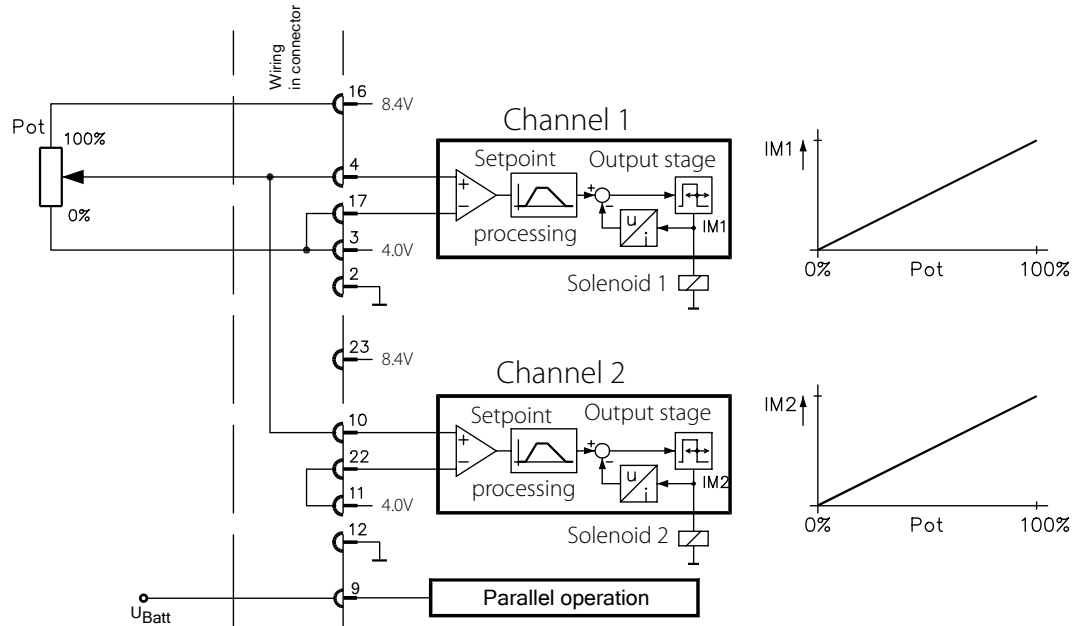 Wiring
in connector
16
8.4V
Pot
100%
0%
4
17
3
4.0V
2
Channel 1
Setpoint
Output stage
+
−
+
−
u
i
IM1
processing
Solenoid 1
IM1
0%
Pot
100%
23
8.4V
Channel 2
10
22
11
4.0V
12
Setpoint
Output stage
+
−
+
−
u
i
IM2
processing
Solenoid 2
IM2
0%
Pot
100%
9
UBatt
Parallel operation